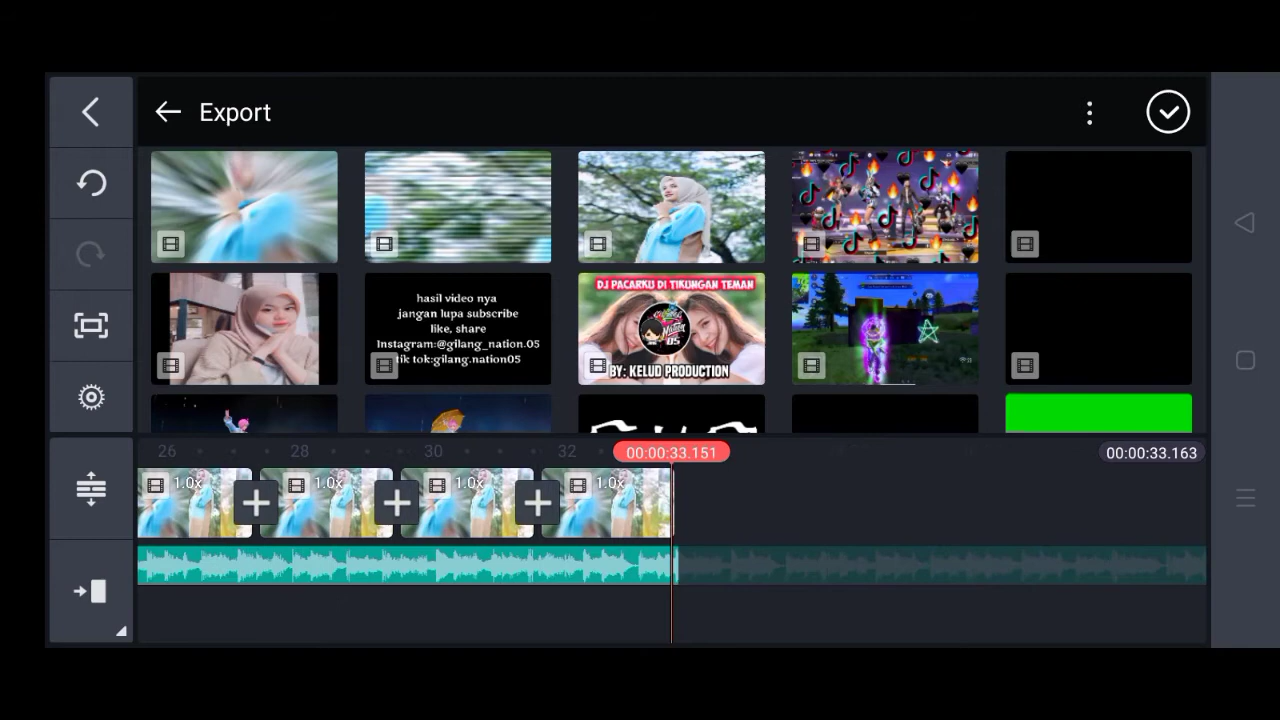 Export
hasil video nya
jangan lupa subscribe
like, share
Instagram:@gilang_nation.05
tik tok:gilang.nation05
DJ PACARKU DI TIKUNGAN TEMAN
BY: KELUD PRODUCTION
26
28
30
32
00:00:33.151
00:00:33.163
1.0x
1.0x
1.0x
1.0x